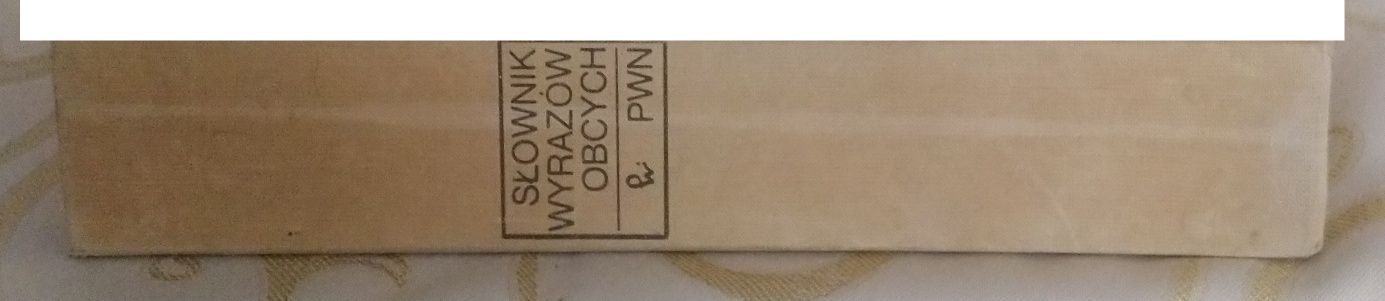 SŁOWNIK
WYRAZÓW
OBCYCH
PWN